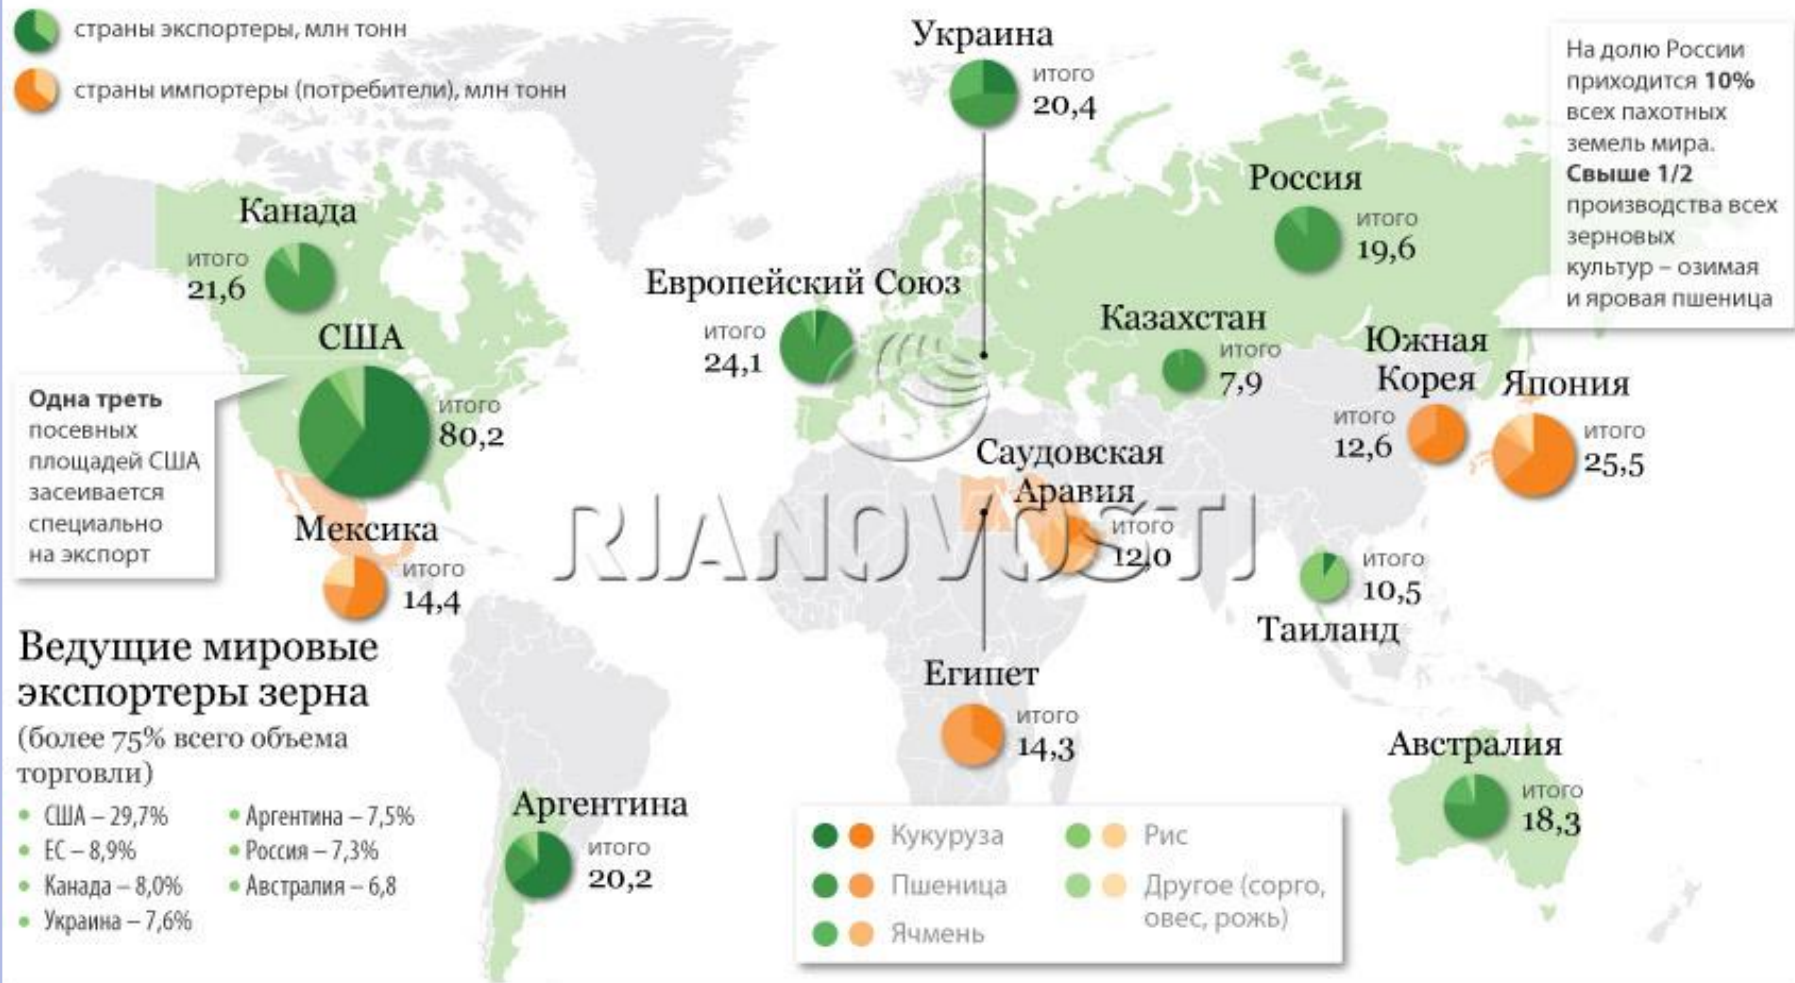 страны экспортеры, млн тонн
страны импортеры (потребители), млн тонн
Украина
итого
20,4
На долю России
приходится 10%
всех пахотных
земель мира.
Свыше 1/2
производства всех
зерновых
культур – озимая
и яровая пшеница
Россия
итого
19,6
Канада
итого
21,6
Европейский Союз
итого
24,1
Казахстан
итого
7,9
США
итого
80,2
Южная
Корея
итого
12,6
Япония
итого
25,5
Одна треть
посевных
площадей США
засеивается
специально
на экспорт
Саудовская
Аравия
итого
12,0
RIANOVOSTI
Мексика
итого
14,4
итого
10,5
Таиланд
Египет
итого
14,3
Австралия
итого
18,3
Аргентина
итого
20,2
Ведущие мировые
экспортеры зерна
(более 75% всего объема
торговли)
• США – 29,7%
• ЕС – 8,9%
• Канада – 8,0%
• Украина – 7,6%
• Аргентина – 7,5%
• Россия – 7,3%
• Австралия – 6,8
Кукуруза
Пшеница
Ячмень
Рис
Другое (сорго,
овес, рожь)